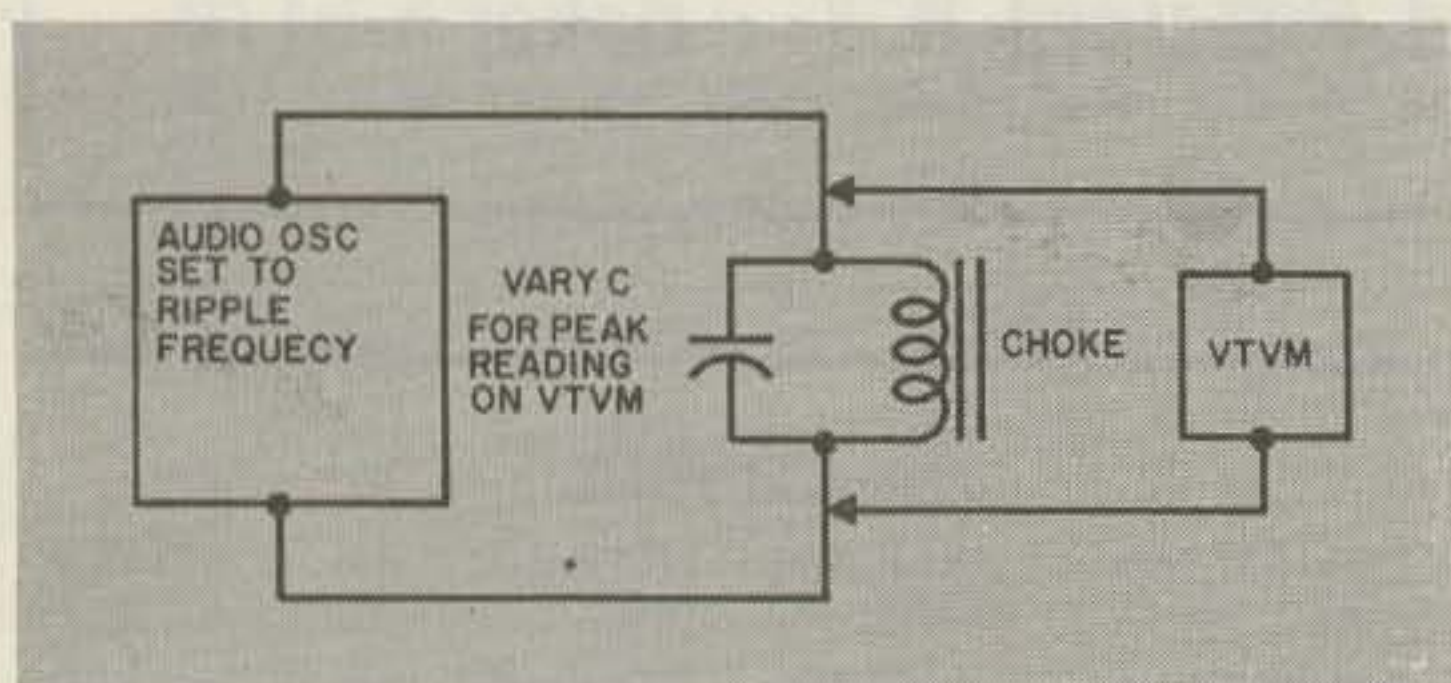 AUDIO OSC
SET TO
RIPPLE
FREQUECY
VARY C
FOR PEAK
READING
ON VTVM
CHOKE
VTVM